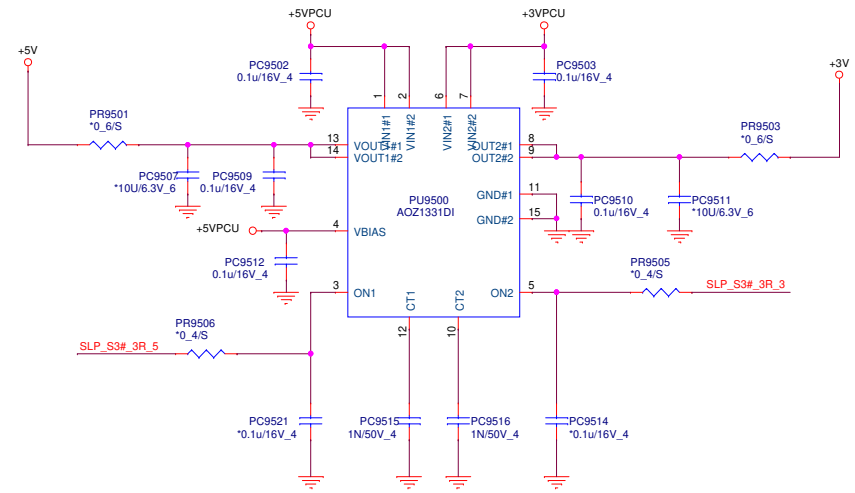 +5VPCU
+3VPCU
+5V
+3V
PC9502
0.1u/16V_4
PC9503
0.1u/16V_4
1
2
6
7
VIN1#1
VIN1#2
VIN2#1
VIN2#2
PR9501
*0_6/S
PR9503
*0_6/S
13
VOUT1#1
14
VOUT1#2
8
OUT2#1
9
OUT2#2
PC9507
*10U/6.3V_6
PC9509
0.1u/16V_4
PU9500
AOZ1331DI
GND#1
11
GND#2
15
PC9510
0.1u/16V_4
PC9511
*10U/6.3V_6
+5VPCU
4
VBIAS
PC9512
0.1u/16V_4
3
ON1
CT1
CT2
ON2
5
PR9505
*0_4/S
SLP_S3#_3R_3
12
10
PR9506
*0_4/S
SLP_S3#_3R_5
PC9521
*0.1u/16V_4
PC9515
1N/50V_4
PC9516
1N/50V_4
PC9514
*0.1u/16V_4